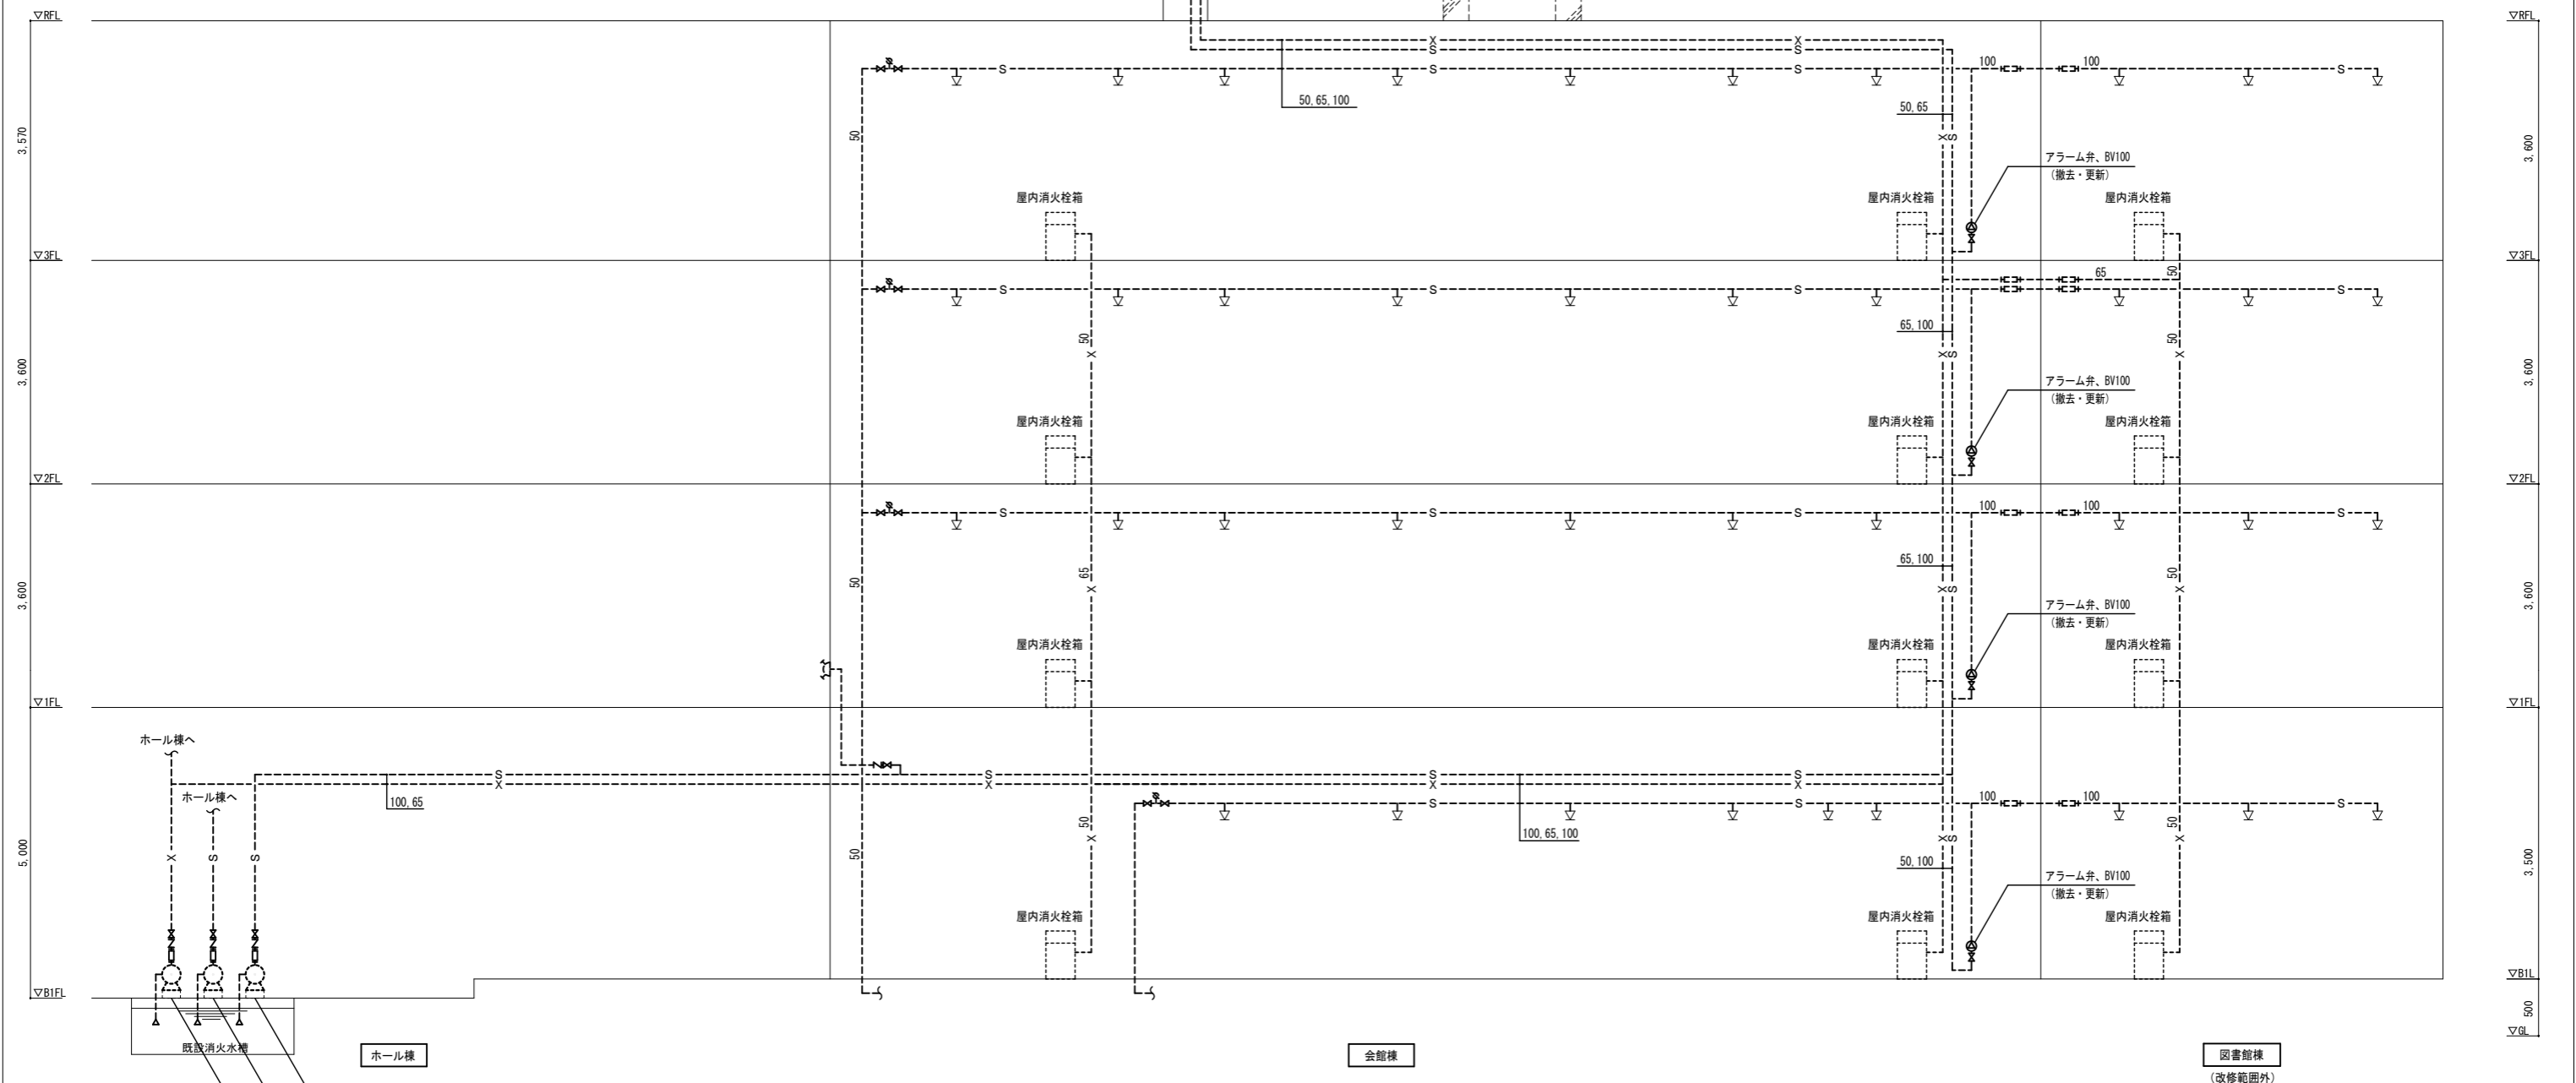 ▽RFL
▽RFL
X
X
S
S
S
S
S
100
100
S
50,65,100
50,65
3,570
50
X
S
3,600
アラーム弁、BV100
(撤去・更新)
屋内消火栓箱
屋内消火栓箱
屋内消火栓箱
▽3FL
▽3FL
65
50
S
S
S
S
65,100
3,600
50
X
X
S
50
X
3,600
アラーム弁、BV100
(撤去・更新)
屋内消火栓箱
屋内消火栓箱
屋内消火栓箱
▽2FL
▽2FL
S
S
S
100
100
S
65,100
3,600
50
65
X
X
S
50
X
3,600
アラーム弁、BV100
(撤去・更新)
屋内消火栓箱
屋内消火栓箱
屋内消火栓箱
▽1FL
▽1FL
ホール棟へ
S
S
S
S
X
X
X
X
ホール棟へ
100,65
S
S
100
100
S
100,65,100
5,000
X
S
S
50
50
X
50,100
X
S
50
X
3,500
アラーム弁、BV100
(撤去・更新)
屋内消火栓箱
屋内消火栓箱
屋内消火栓箱
▽B1FL
▽B1L
500
▽GL
既設消火水槽
ホール棟
会館棟
図書館棟
(改修範囲外)